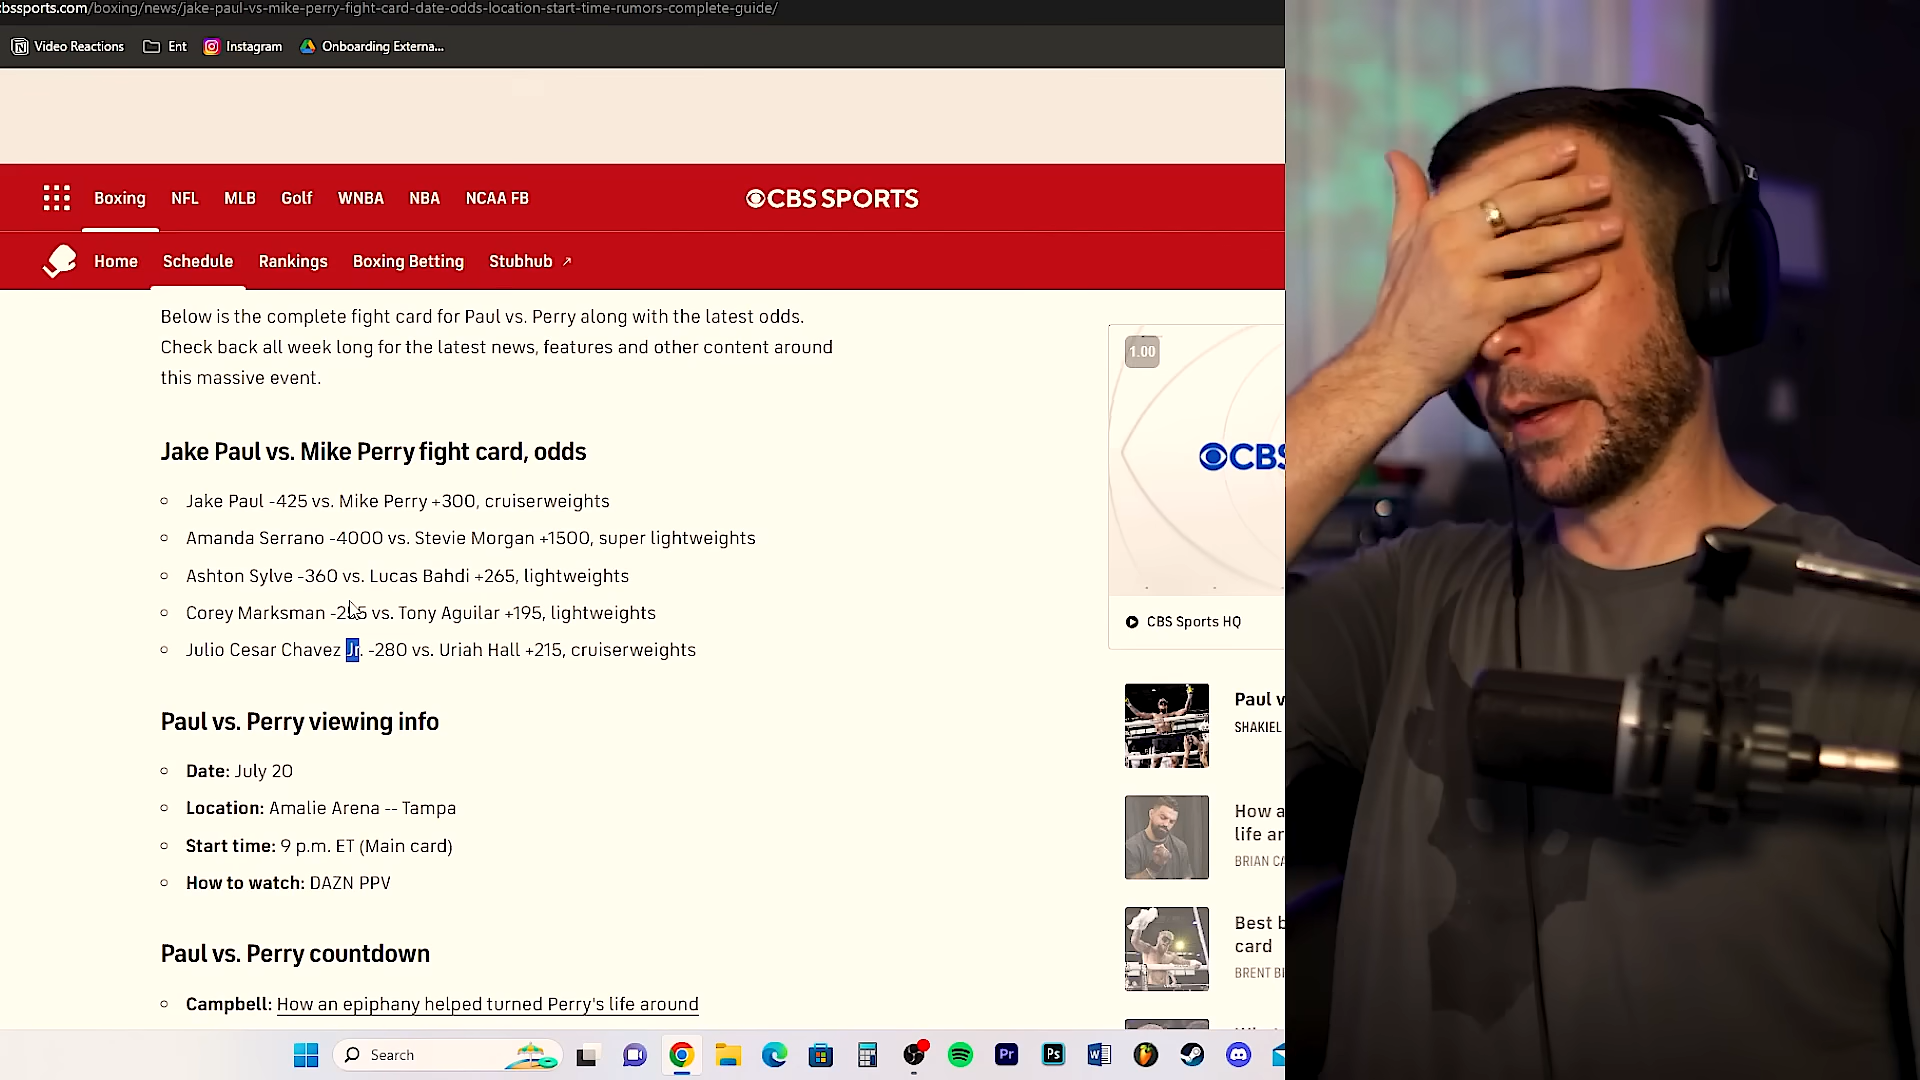 bssports.com/boxing/news/jake-paul-vs-mike-perry-fight-card-date-odds-location-start-time-rumors-complete-guide/
Video Reactions Ent Instagram Onboarding Externa...
Boxing NFL MLB Golf WNBA NBA NCAA FB CBS SPORTS
Home Schedule Rankings Boxing Betting Stubhub
Below is the complete fight card for Paul vs. Perry along with the latest odds.
Check back all week long for the latest news, features and other content around
this massive event.
1.00
CBS
Jake Paul vs. Mike Perry fight card, odds
Jake Paul -425 vs. Mike Perry +300, cruiserweights
Amanda Serrano -4000 vs. Stevie Morgan +1500, super lightweights
Ashton Sylve -360 vs. Lucas Bahdi +265, lightweights
Corey Marksman vs. Tony Aguilar +195, lightweights
Julio Cesar Chavez Jr. -280 vs. Uriah Hall +215, cruiserweights
CBS Sports HQ
Paul vs. Perry viewing info
Date: July 20
Location: Amalie Arena -- Tampa
Start time: 9 p.m. ET (Main card)
How to watch: DAZN PPV
Paul vs. Perry countdown
Campbell: How an epiphany helped turned Perry's life around
Paul v
SHAKIEL
How a
life ar
BRIAN CA
Best b
card
BRENT B
Search
Pr
Ps
W